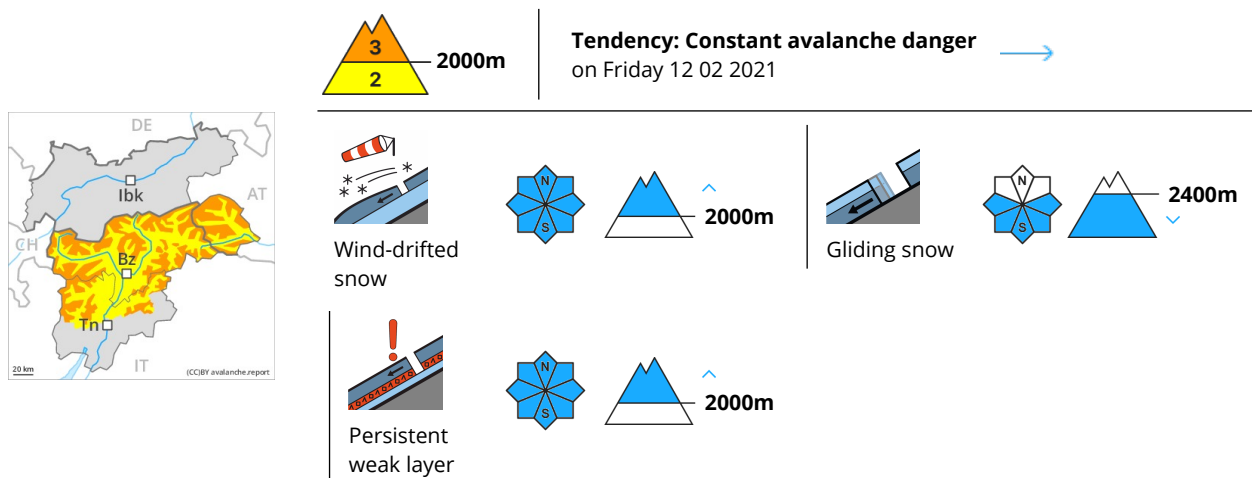 3
2
2000m
Tendency: Constant avalanche danger
on Friday 12 02 2021
DE
Ibk
AT
CH
Bz
Tn
IT
20 km
(CC)BY avalanche.report
N
S
2000m
Wind-drifted
snow
N
S
2400m
Gliding snow
N
S
2000m
Persistent
weak layer